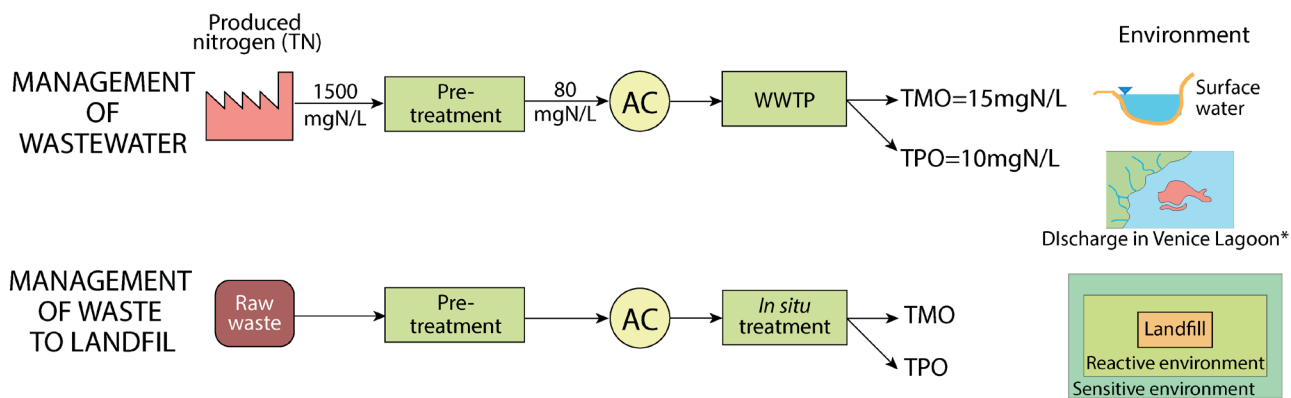 Produced
nitrogen (TN)
Environment
MANAGEMENT
OF
WASTEWATER
1500
mgN/L
Pre-
treatment
80
mgN/L
AC
WWTP
TMO=15mgN/L
TPO=10mgN/L
Surface
water
DIscharge in Venice Lagoon*
MANAGEMENT
OF WASTE
TO LANDFIL
Raw
waste
Pre-
treatment
AC
In situ
treatment
TMO
TPO
Landfill
Reactive environment
Sensitive environment